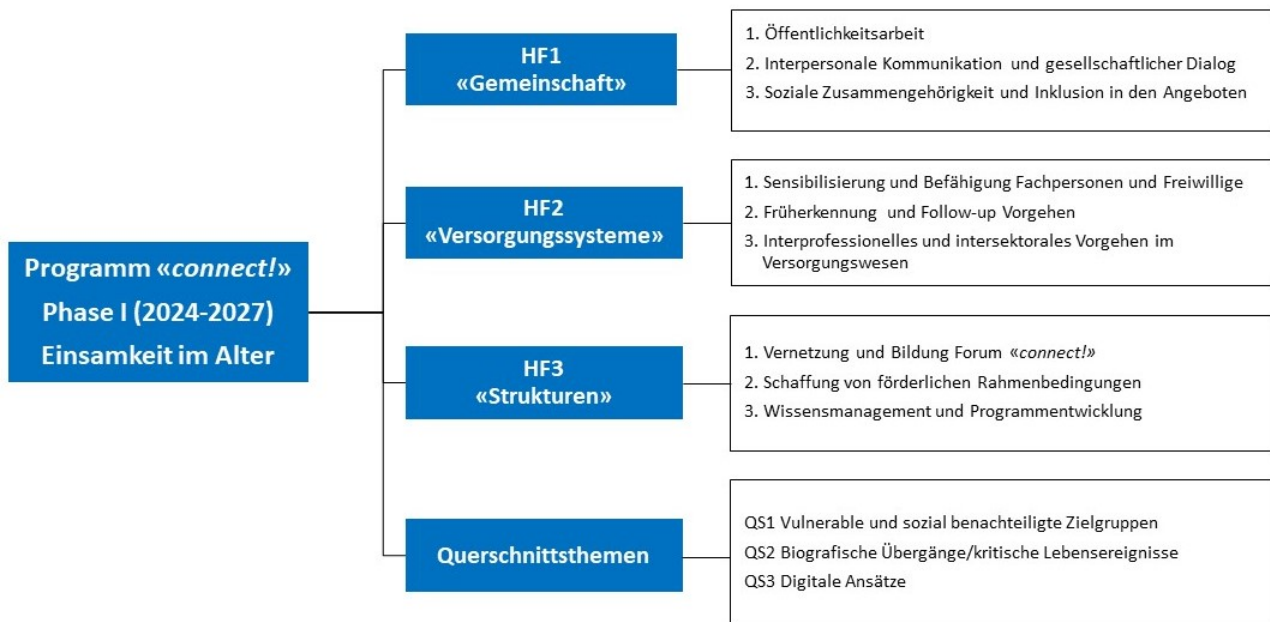 Programm «connect!»
Phase I (2024-2027)
Einsamkeit im Alter
HF1
«Gemeinschaft»
1. Öffentlichkeitsarbeit
2. Interpersonale Kommunikation und gesellschaftlicher Dialog
3. Soziale Zusammengehörigkeit und Inklusion in den Angeboten
HF2
«Versorgungssysteme»
1. Sensibilisierung und Befähigung Fachpersonen und Freiwillige
2. Früherkennung und Follow-up Vorgehen
3. Interprofessionelles und intersektorales Vorgehen im
Versorgungswesen
HF3
«Strukturen»
1. Vernetzung und Bildung Forum «connect!»
2. Schaffung von förderlichen Rahmenbedingungen
3. Wissensmanagement und Programmentwicklung
Querschnittsthemen
QS1 Vulnerable und sozial benachteiligte Zielgruppen
QS2 Biografische Übergänge/kritische Lebensereignisse
QS3 Digitale Ansätze